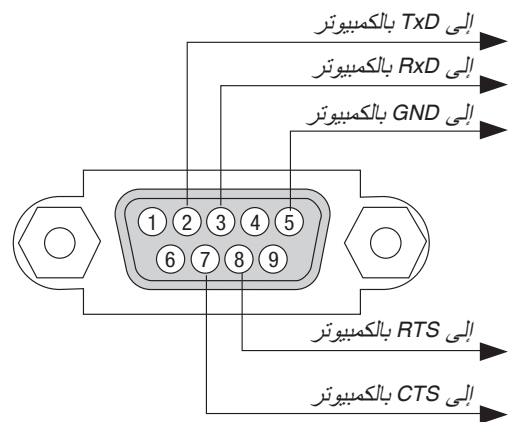 إلى TxD بالكمبيوتر
إلى RxD بالكمبيوتر
إلى GND بالكمبيوتر
1 2 3 4 5
6 7 8 9
إلى RTS بالكمبيوتر
إلى CTS بالكمبيوتر